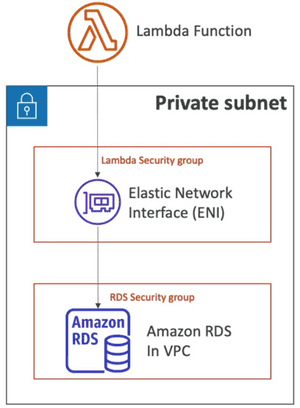 Lambda Function
Private subnet
Lambda Security group
Elastic Network
Interface (ENI)
RDS Security group
Amazon
RDS
Amazon RDS
In VPC